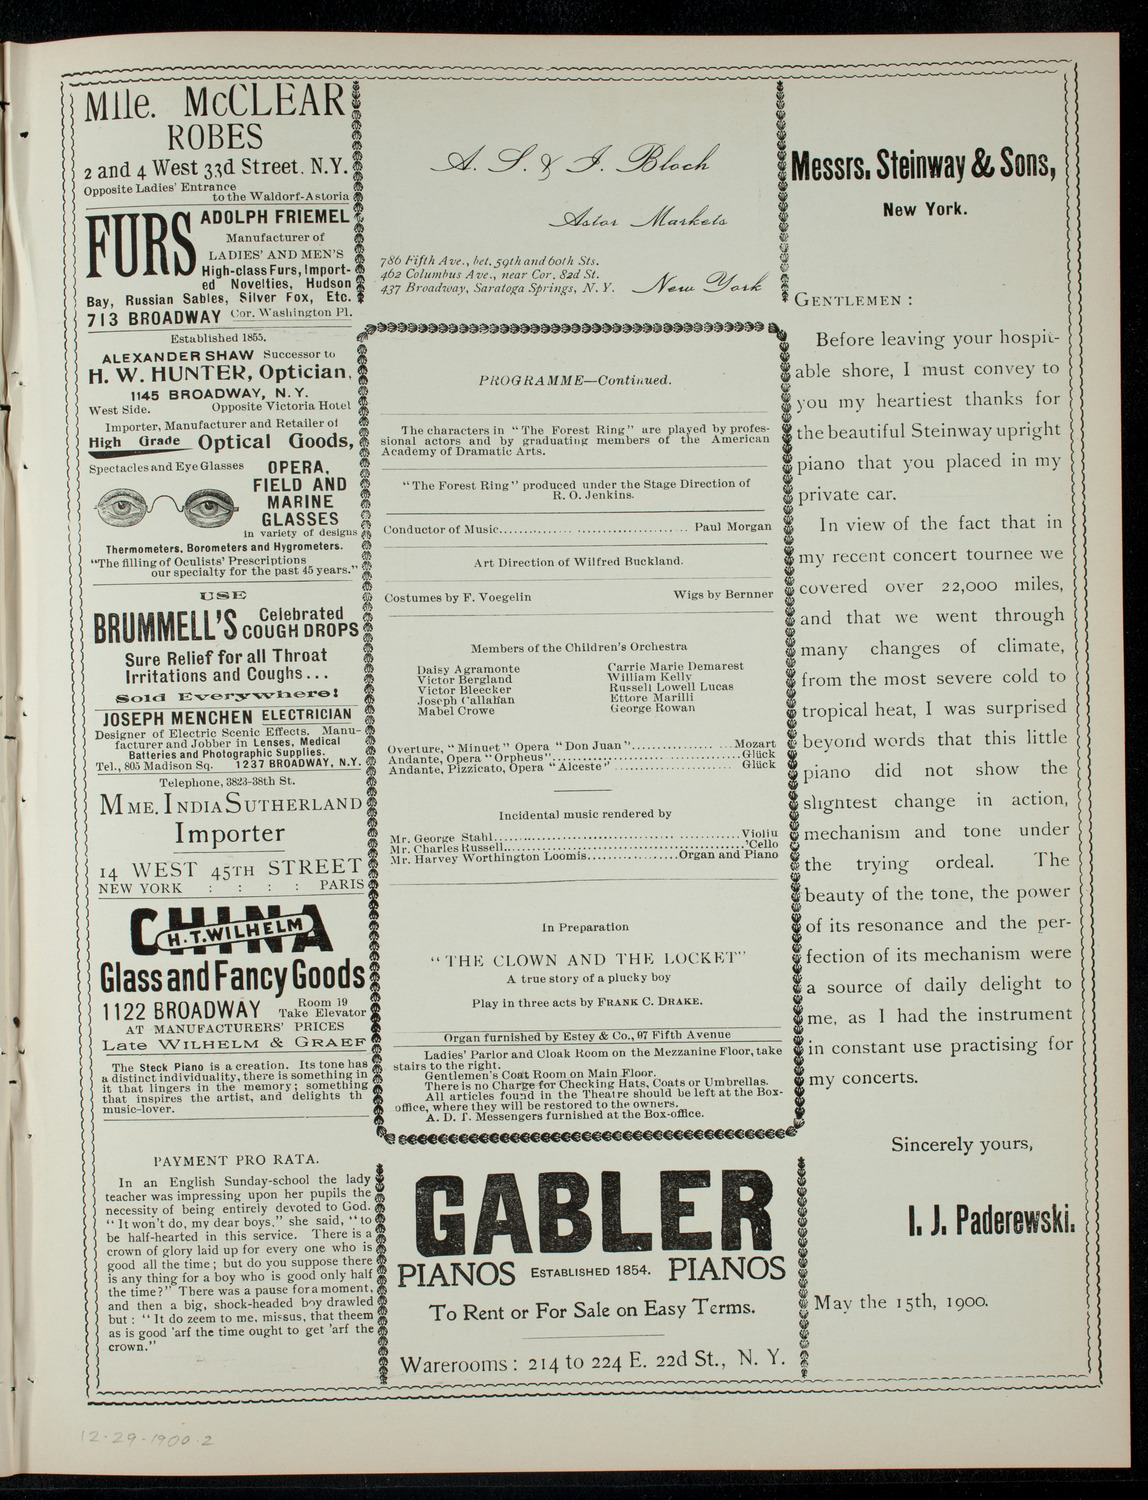 Mlle. McCLEAR
ROBES
2 and 4 West 33d Street, N.Y.
Opposite Ladies' Entrance
to the Waldorf-Astoria
FURS
ADOLPH FRIEMEL
Manufacturer of
LADIES' AND MEN'S
High-class Furs, Import-
ed Novelties, Hudson
Bay, Russian Sables, Silver Fox, Etc.
713 BROADWAY Cor. Washington Pl.
Established 1855.
ALEXANDER SHAW Successor to
H. W. HUNTER, Optician,
1145 BROADWAY, N. Y.
West Side. Opposite Victoria Hotel
Importer, Manufacturer and Retailer of
High Grade Optical Goods,
Spectacles and Eye Glasses
OPERA,
FIELD AND
MARINE
GLASSES
in variety of designs
Thermometers, Borometers and Hygrometers.
"The filling of Oculists' Prescriptions
our specialty for the past 45 years."
USE
BRUMMELL'S Celebrated
COUGH DROPS
Sure Relief for all Throat
Irritations and Coughs...
Sold Everywhere!
JOSEPH MENCHEN ELECTRICIAN
Designer of Electric Scenic Effects. Manu-
facturer and Jobber in Lenses, Medical
Batteries and Photographic Supplies.
Tel., 805 Madison Sq. 1237 BROADWAY, N.Y.
Telephone, 3823-38th St.
MME. INDIA SUTHERLAND
Importer
14 WEST 45TH STREET
NEW YORK : : : : PARIS
CHINA
H. T. WILHELM
Glass and Fancy Goods
1122 BROADWAY Room 19
Take Elevator
AT MANUFACTURERS' PRICES
Late WILHELM & GRAEF
The Steck Piano is a creation. Its tone has
a distinct individuality, there is something in
it that lingers in the memory; something
that inspires the artist, and delights th
music-lover.
PAYMENT PRO RATA.
In an English Sunday-school the lady
teacher was impressing upon her pupils the
necessity of being entirely devoted to God.
"It won't do, my dear boys," she said, "to
be half-hearted in this service. There is a
crown of glory laid up for every one who is
good all the time; but do you suppose there
is any thing for a boy who is good only half
the time?" There was a pause for a moment,
and then a big, shock-headed boy drawled
but: "It do zeem to me, missus, that theem
as is good 'arf the time ought to get 'arf the
crown."
A. S. & I. Bloch
Astor Markets
786 Fifth Ave., bet. 59th and 60th Sts.
462 Columbus Ave., near Cor. 82d St.
437 Broadway, Saratoga Springs, N. Y.
New York
PROGRAMME—Continued.
The characters in "The Forest Ring" are played by profes-
sional actors and by graduating members of the American
Academy of Dramatic Arts.
"The Forest Ring" produced under the Stage Direction of
R. O. Jenkins.
Conductor of Music........................................ Paul Morgan
Art Direction of Wilfred Buckland.
Costumes by F. Voegelin Wigs by Bernner
Members of the Children's Orchestra
Daisy Agramonte Carrie Marie Demarest
Victor Bergland William Kelly
Victor Bleecker Russell Lowell Lucas
Joseph Callahan Ettore Marilli
Mabel Crowe George Rowan
Overture, "Minuet" Opera "Don Juan"....................Mozart
Andante, Opera "Orpheus"........................................Glück
Andante, Pizzicato, Opera "Alceste"........................ Glück
Incidental music rendered by
Mr. George Stahl..................................................Violin
Mr. Charles Russell................................................'Cello
Mr. Harvey Worthington Loomis.................Organ and Piano
In Preparation
"THE CLOWN AND THE LOCKET"
A true story of a plucky boy
Play in three acts by FRANK C. DRAKE.
Organ furnished by Estey & Co., 97 Fifth Avenue
Ladies' Parlor and Cloak Room on the Mezzanine Floor, take
stairs to the right.
Gentlemen's Coat Room on Main Floor.
There is no Charge for Checking Hats, Coats or Umbrellas.
All articles found in the Theatre should be left at the Box-
office, where they will be restored to the owners.
A. D. T. Messengers furnished at the Box-office.
GABLER
PIANOS ESTABLISHED 1854. PIANOS
To Rent or For Sale on Easy Terms.
Warerooms: 214 to 224 E. 22d St., N. Y.
Messrs. Steinway & Sons,
New York.
GENTLEMEN:
Before leaving your hospit-
able shore, I must convey to
you my heartiest thanks for
the beautiful Steinway upright
piano that you placed in my
private car.
In view of the fact that in
my recent concert tournee we
covered over 22,000 miles,
and that we went through
many changes of climate,
from the most severe cold to
tropical heat, I was surprised
beyond words that this little
piano did not show the
slightest change in action,
mechanism and tone under
the trying ordeal. The
beauty of the tone, the power
of its resonance and the per-
fection of its mechanism were
a source of daily delight to
me, as I had the instrument
in constant use practising for
my concerts.
Sincerely yours,
I. J. Paderewski.
May the 15th, 1900.
12-29-1900-2